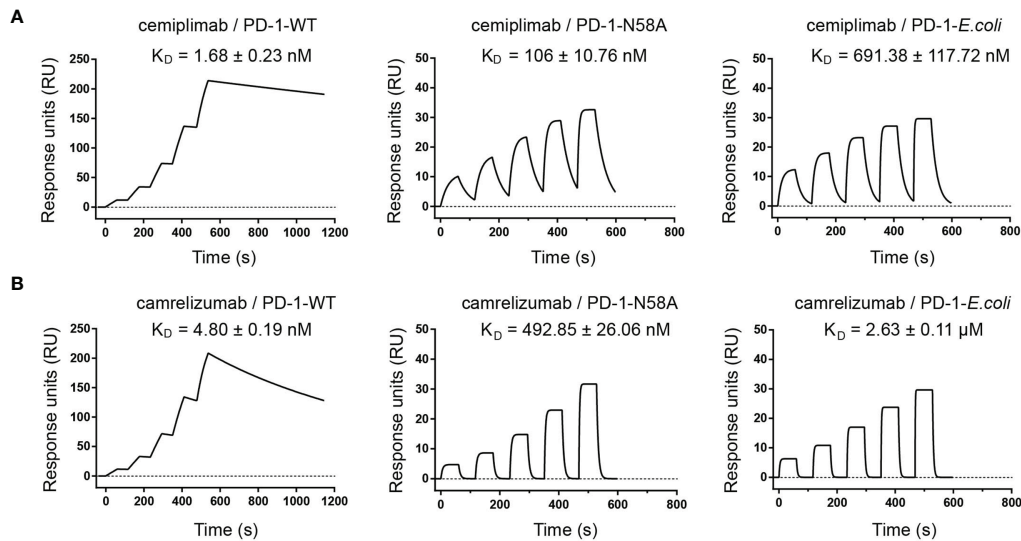 A
cemiplimab / PD-1-WT
K_D = 1.68 ± 0.23 nM
Response units (RU)
250
200
150
100
50
0
0 200 400 600 800 1000 1200
Time (s)
cemiplimab / PD-1-N58A
K_D = 106 ± 10.76 nM
Response units (RU)
50
40
30
20
10
0
0 200 400 600 800
Time (s)
cemiplimab / PD-1-E.coli
K_D = 691.38 ± 117.72 nM
Response units (RU)
50
40
30
20
10
0
0 200 400 600 800
Time (s)
B
camrelizumab / PD-1-WT
K_D = 4.80 ± 0.19 nM
Response units (RU)
250
200
150
100
50
0
0 200 400 600 800 1000 1200
Time (s)
camrelizumab / PD-1-N58A
K_D = 492.85 ± 26.06 nM
Response units (RU)
50
40
30
20
10
0
0 200 400 600 800
Time (s)
camrelizumab / PD-1-E.coli
K_D = 2.63 ± 0.11 μM
Response units (RU)
50
40
30
20
10
0
0 200 400 600 800
Time (s)